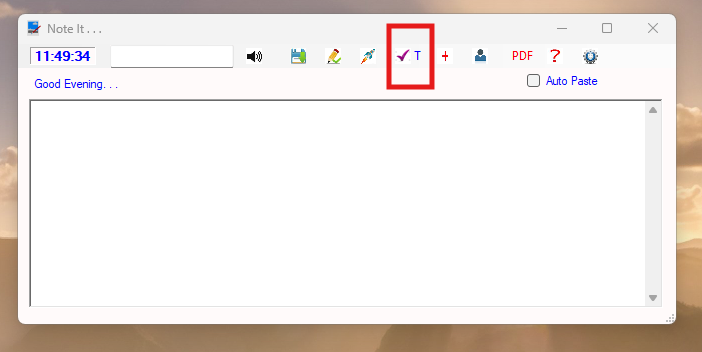 Note It . . .
11:49:34 T PDF ?
Good Evening. . . Auto Paste